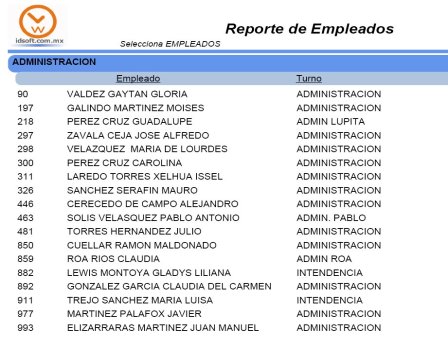 idsoft.com.mx
Reporte de Empleados
Selecciona EMPLEADOS
ADMINISTRACION
Empleado Turno
90 VALDEZ GAYTAN GLORIA ADMINISTRACION
197 GALINDO MARTINEZ MOISES ADMINISTRACION
218 PEREZ CRUZ GUADALUPE ADMIN LUPITA
297 ZAVALA CEJA JOSE ALFREDO ADMINISTRACION
298 VELAZQUEZ MARIA DE LOURDES ADMINISTRACION
300 PEREZ CRUZ CAROLINA ADMINISTRACION
311 LAREDO TORRES XELHUA ISSEL ADMINISTRACION
326 SANCHEZ SERAFIN MAURO ADMINISTRACION
446 CERECEDO DE CAMPO ALEJANDRO ADMINISTRACION
463 SOLIS VELASQUEZ PABLO ANTONIO ADMIN. PABLO
481 TORRES HERNANDEZ JULIO ADMINISTRACION
850 CUELLAR RAMON MALDONADO ADMINISTRACION
859 ROA RIOS CLAUDIA ADMIN ROA
882 LEWIS MONTOYA GLADYS LILIANA INTENDENCIA
892 GONZALEZ GARCIA CLAUDIA DEL CARMEN ADMINISTRACION
911 TREJO SANCHEZ MARIA LUISA INTENDENCIA
977 MARTINEZ PALAFOX JAVIER ADMINISTRACION
993 ELIZARRARAS MARTINEZ JUAN MANUEL ADMINISTRACION